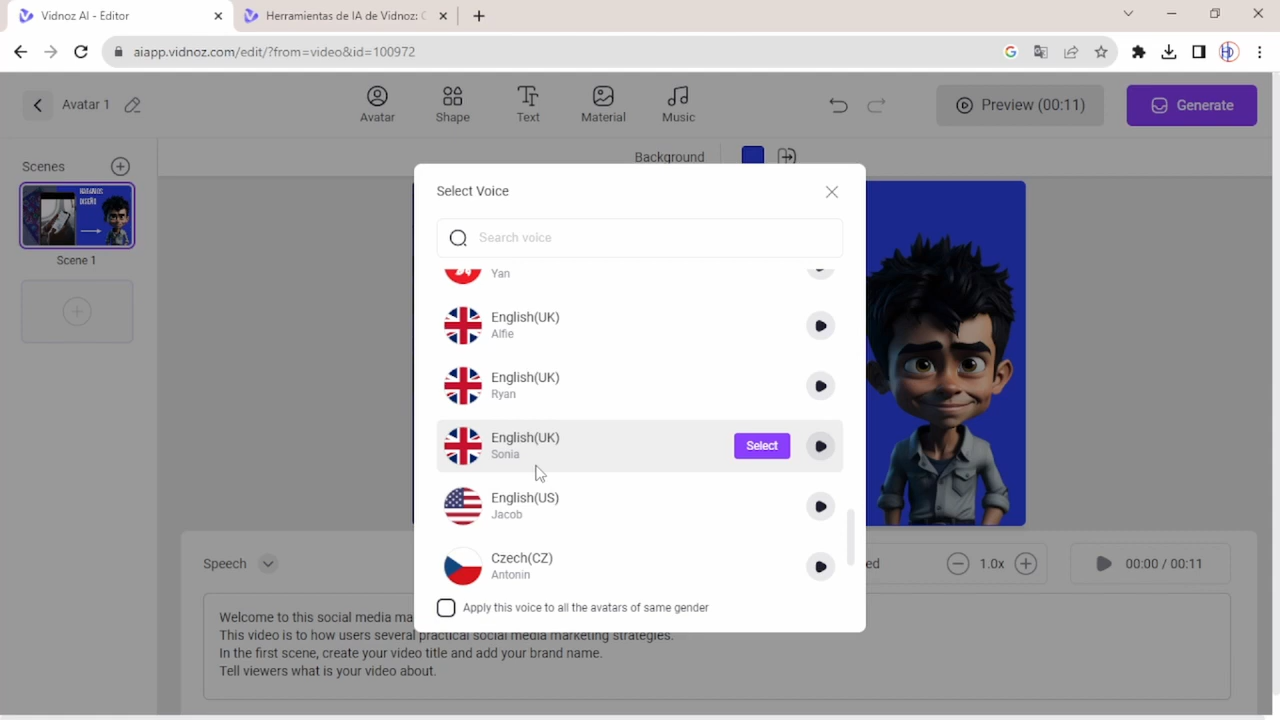 Vidnoz AI - Editor
Herramientas de IA de Vidnoz:
aiapp.vidnoz.com/edit/?from=video&id=100972
Avatar 1
Avatar
Shape
Text
Material
Music
Preview (00:11)
Generate
Scenes
Background
Scene 1
Select Voice
Search voice
Yan
English(UK)
Alfie
English(UK)
Ryan
English(UK)
Sonia
Select
English(US)
Jacob
Czech(CZ)
Antonin
Apply this voice to all the avatars of same gender
Speech
ed
1.0x
00:00 / 00:11
Welcome to this social media ma
This video is to how users several practical social media marketing strategies.
In the first scene, create your video title and add your brand name.
Tell viewers what is your video about.